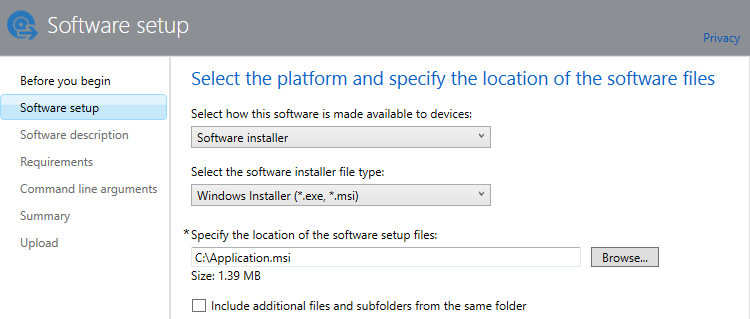 Software setup
Privacy
Before you begin
Software setup
Software description
Requirements
Command line arguments
Summary
Upload
Select the platform and specify the location of the software files
Select how this software is made available to devices:
Software installer
Select the software installer file type:
Windows Installer (*.exe, *.msi)
*Specify the location of the software setup files:
C:\Application.msi
Browse...
Size: 1.39 MB
Include additional files and subfolders from the same folder